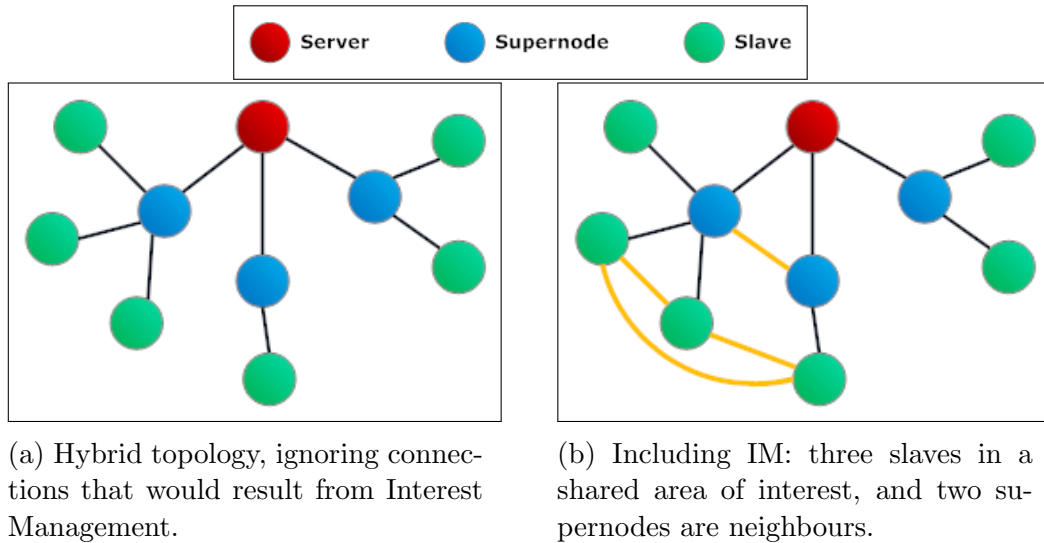 Server Supernode Slave
(a) Hybrid topology, ignoring connec-
tions that would result from Interest
Management.
(b) Including IM: three slaves in a
shared area of interest, and two su-
pernodes are neighbours.